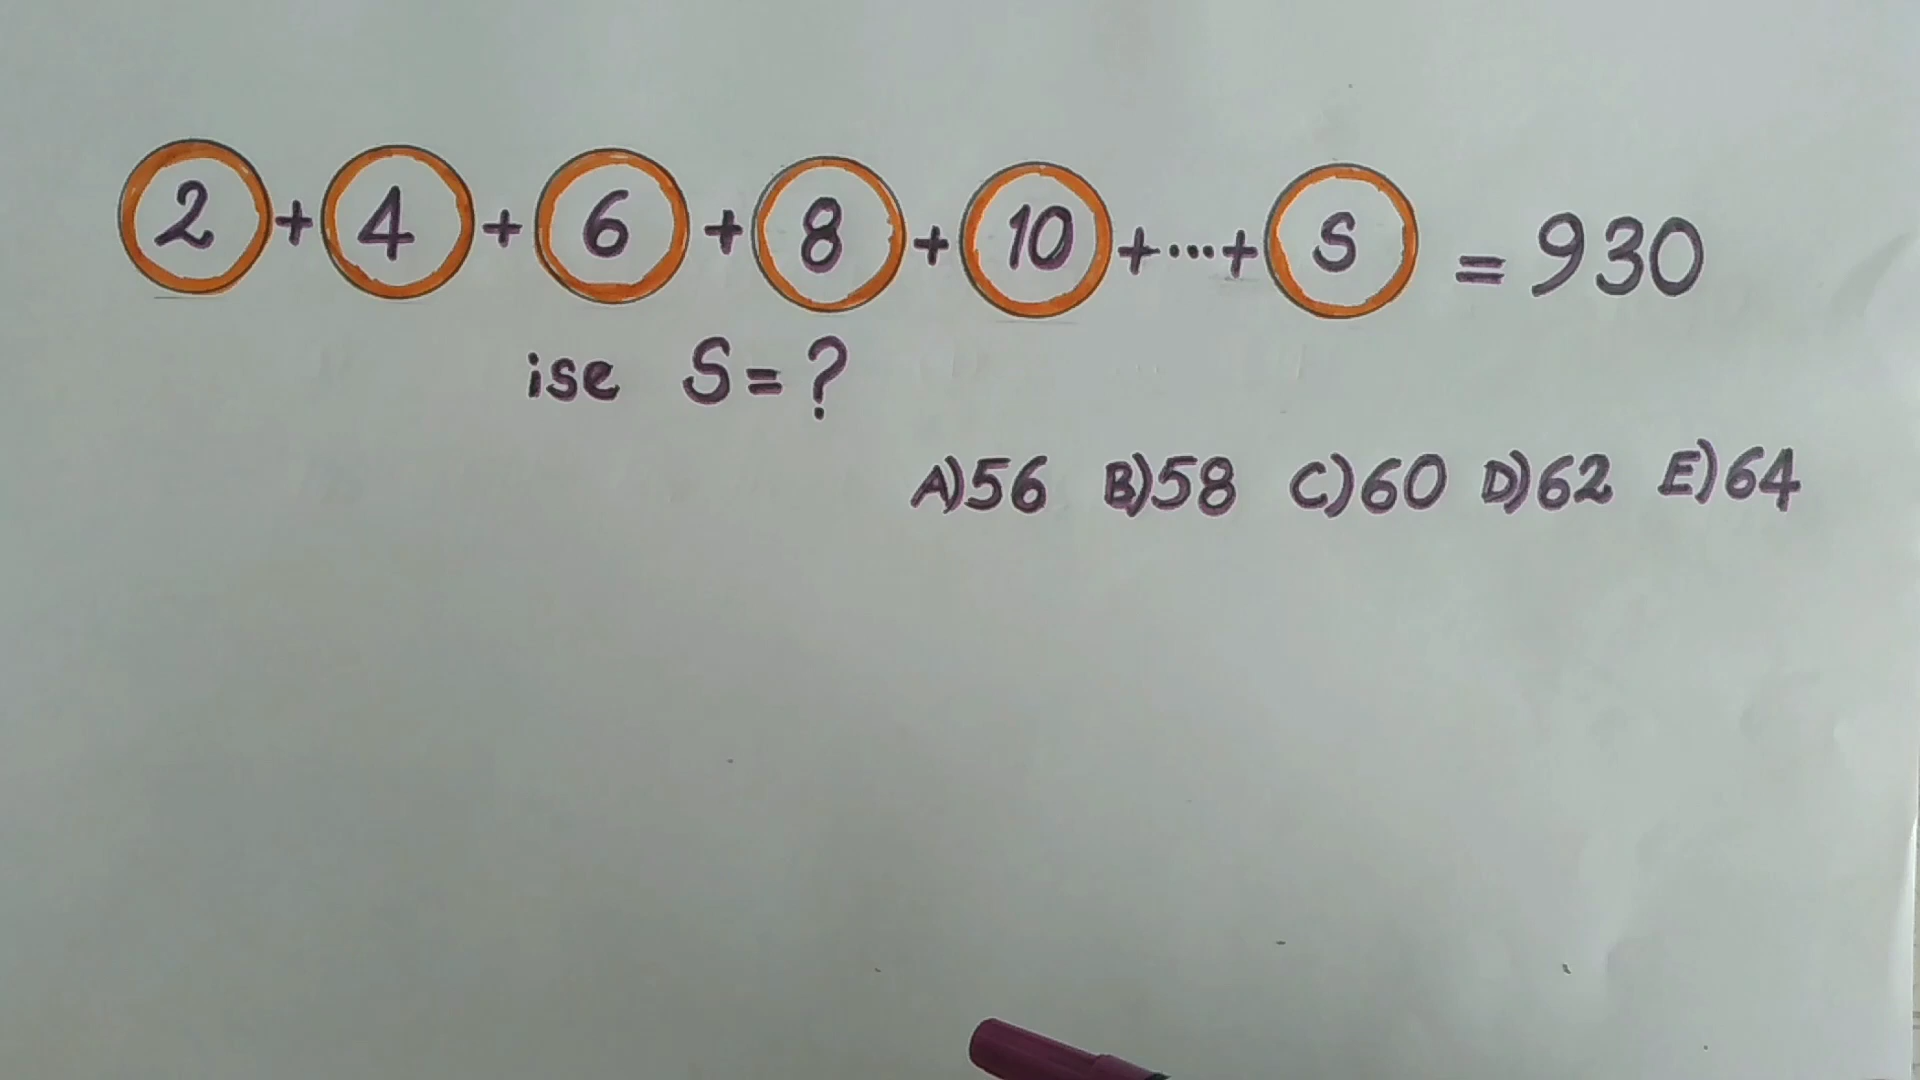 2 + 4 + 6 + 8 + 10 + ... + S = 930
ise S = ?
A) 56 B) 58 C) 60 D) 62 E) 64